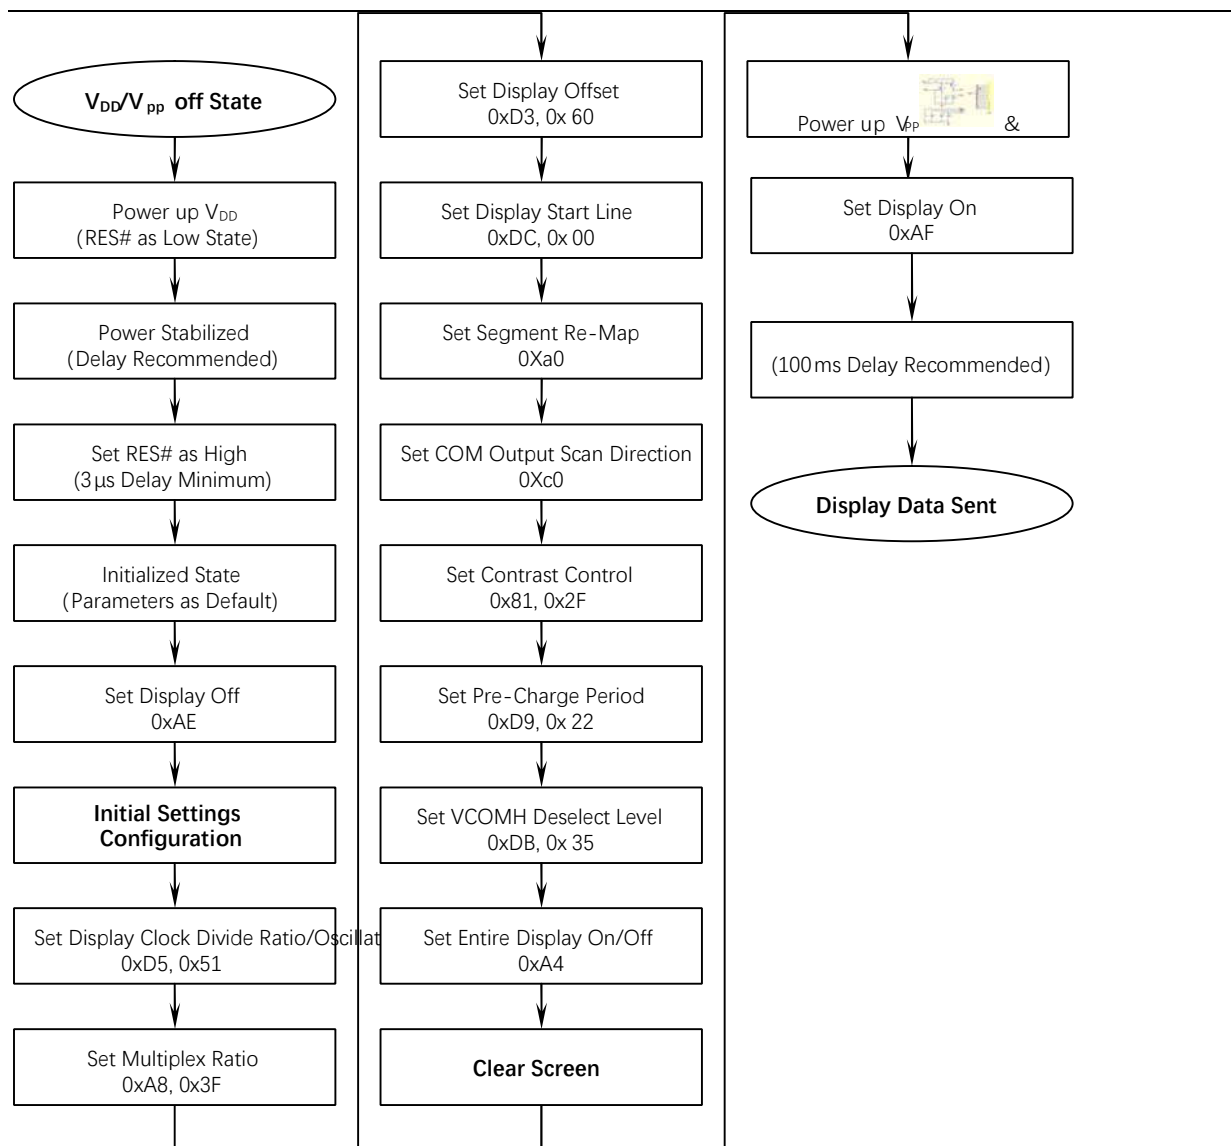 VDD/Vpp off State
Power up VDD
(RES# as Low State)
Power Stabilized
(Delay Recommended)
Set RES# as High
(3μs Delay Minimum)
Initialized State
(Parameters as Default)
Set Display Off
0xAE
Initial Settings
Configuration
Set Display Clock Divide Ratio/Oscillat
0xD5, 0x51
Set Multiplex Ratio
0xA8, 0x3F
Set Display Offset
0xD3, 0x 60
Set Display Start Line
0xDC, 0x 00
Set Segment Re-Map
0Xa0
Set COM Output Scan Direction
0Xc0
Set Contrast Control
0x81, 0x2F
Set Pre-Charge Period
0xD9, 0x 22
Set VCOMH Deselect Level
0xDB, 0x 35
Set Entire Display On/Off
0xA4
Clear Screen
Power up VPP &
Set Display On
0xAF
(100ms Delay Recommended)
Display Data Sent